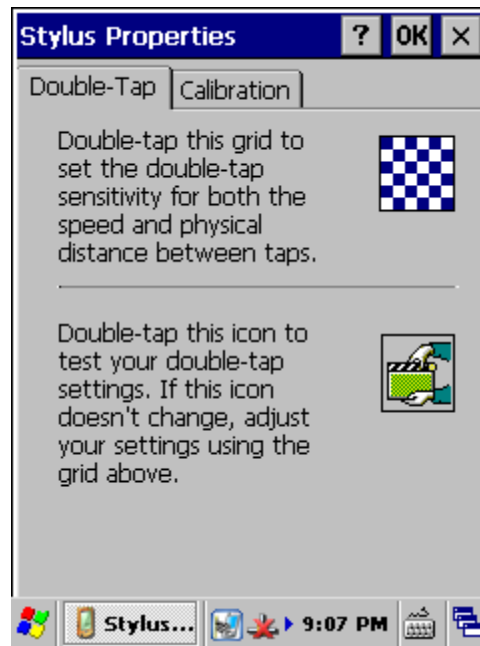 Stylus Properties ? OK ×
Double-Tap Calibration
Double-tap this grid to
set the double-tap
sensitivity for both the
speed and physical
distance between taps.
Double-tap this icon to
test your double-tap
settings. If this icon
doesn't change, adjust
your settings using the
grid above.
Stylus... 9:07 PM